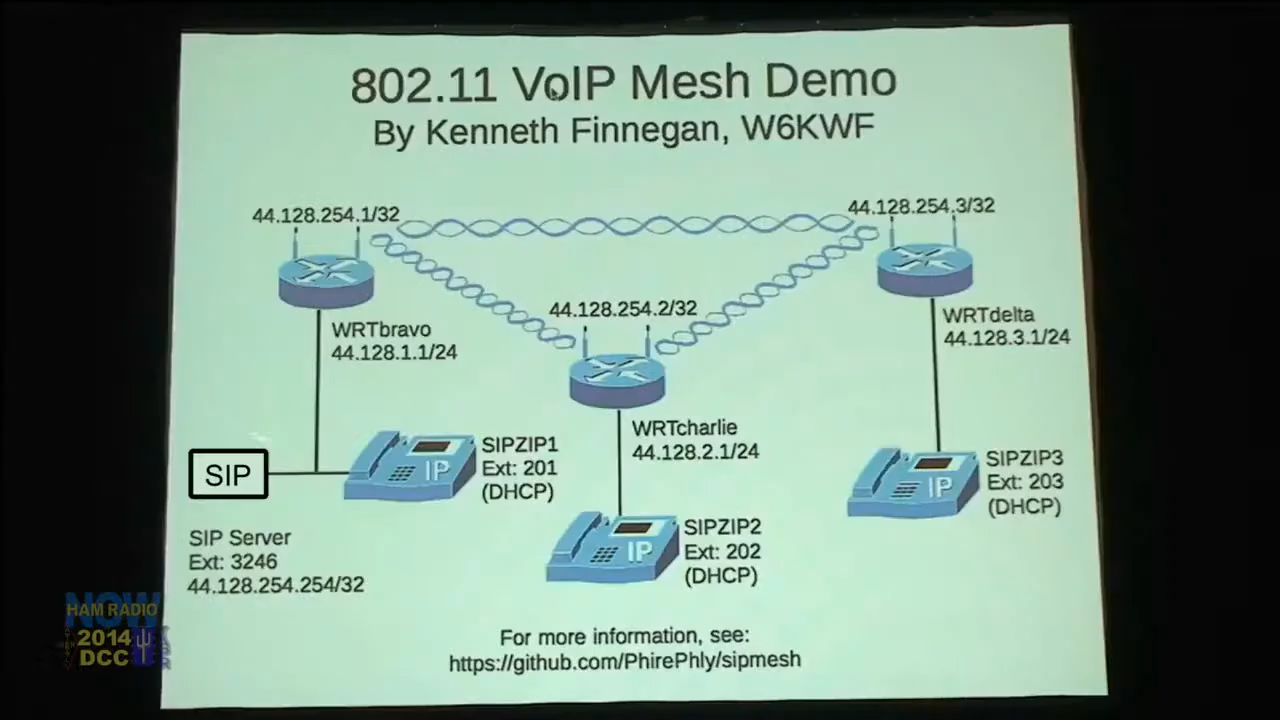 802.11 VoIP Mesh Demo
By Kenneth Finnegan, W6KWF
44.128.254.1/32
44.128.254.3/32
44.128.254.2/32
WRTbravo
44.128.1.1/24
WRTdelta
44.128.3.1/24
WRTcharlie
44.128.2.1/24
SIP
IP
SIPZIP1
Ext: 201
(DHCP)
IP
SIPZIP3
Ext: 203
(DHCP)
IP
SIPZIP2
Ext: 202
(DHCP)
SIP Server
Ext: 3246
44.128.254.254/32
For more information, see:
https://github.com/PhirePhly/sipmesh
NOW
HAM RADIO
2014
DCC